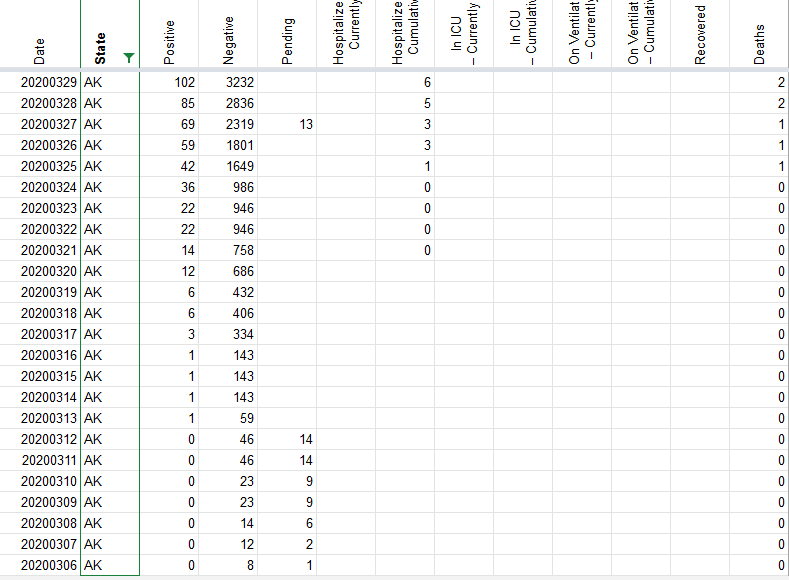 Date State Positive Negative Pending Hospitalize Currently Hospitalize Cumulati In ICU – Currently In ICU – Cumulati On Ventilat – Currently On Ventilat – Cumulati Recovered Deaths
20200329 AK 102 3232 6 2
20200328 AK 85 2836 5 2
20200327 AK 69 2319 13 3 1
20200326 AK 59 1801 3 1
20200325 AK 42 1649 1 1
20200324 AK 36 986 0 0
20200323 AK 22 946 0 0
20200322 AK 22 946 0 0
20200321 AK 14 758 0 0
20200320 AK 12 686 0
20200319 AK 6 432 0
20200318 AK 6 406 0
20200317 AK 3 334 0
20200316 AK 1 143 0
20200315 AK 1 143 0
20200314 AK 1 143 0
20200313 AK 1 59 0
20200312 AK 0 46 14 0
20200311 AK 0 46 14 0
20200310 AK 0 23 9 0
20200309 AK 0 23 9 0
20200308 AK 0 14 6 0
20200307 AK 0 12 2 0
20200306 AK 0 8 1 0